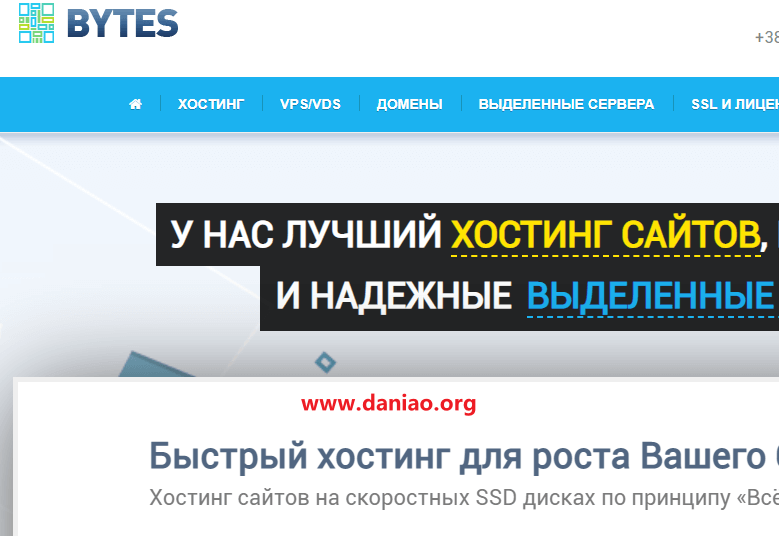 BYTES
+38
ХОСТИНГ VPS/VDS ДОМЕНЫ ВЫДЕЛЕННЫЕ СЕРВЕРА SSL И ЛИЦЕН
У НАС ЛУЧШИЙ ХОСТИНГ САЙТОВ,
И НАДЕЖНЫЕ ВЫДЕЛЕННЫЕ
www.daniao.org
Быстрый хостинг для роста Вашего
Хостинг сайтов на скоростных SSD дисках по принципу «Всё